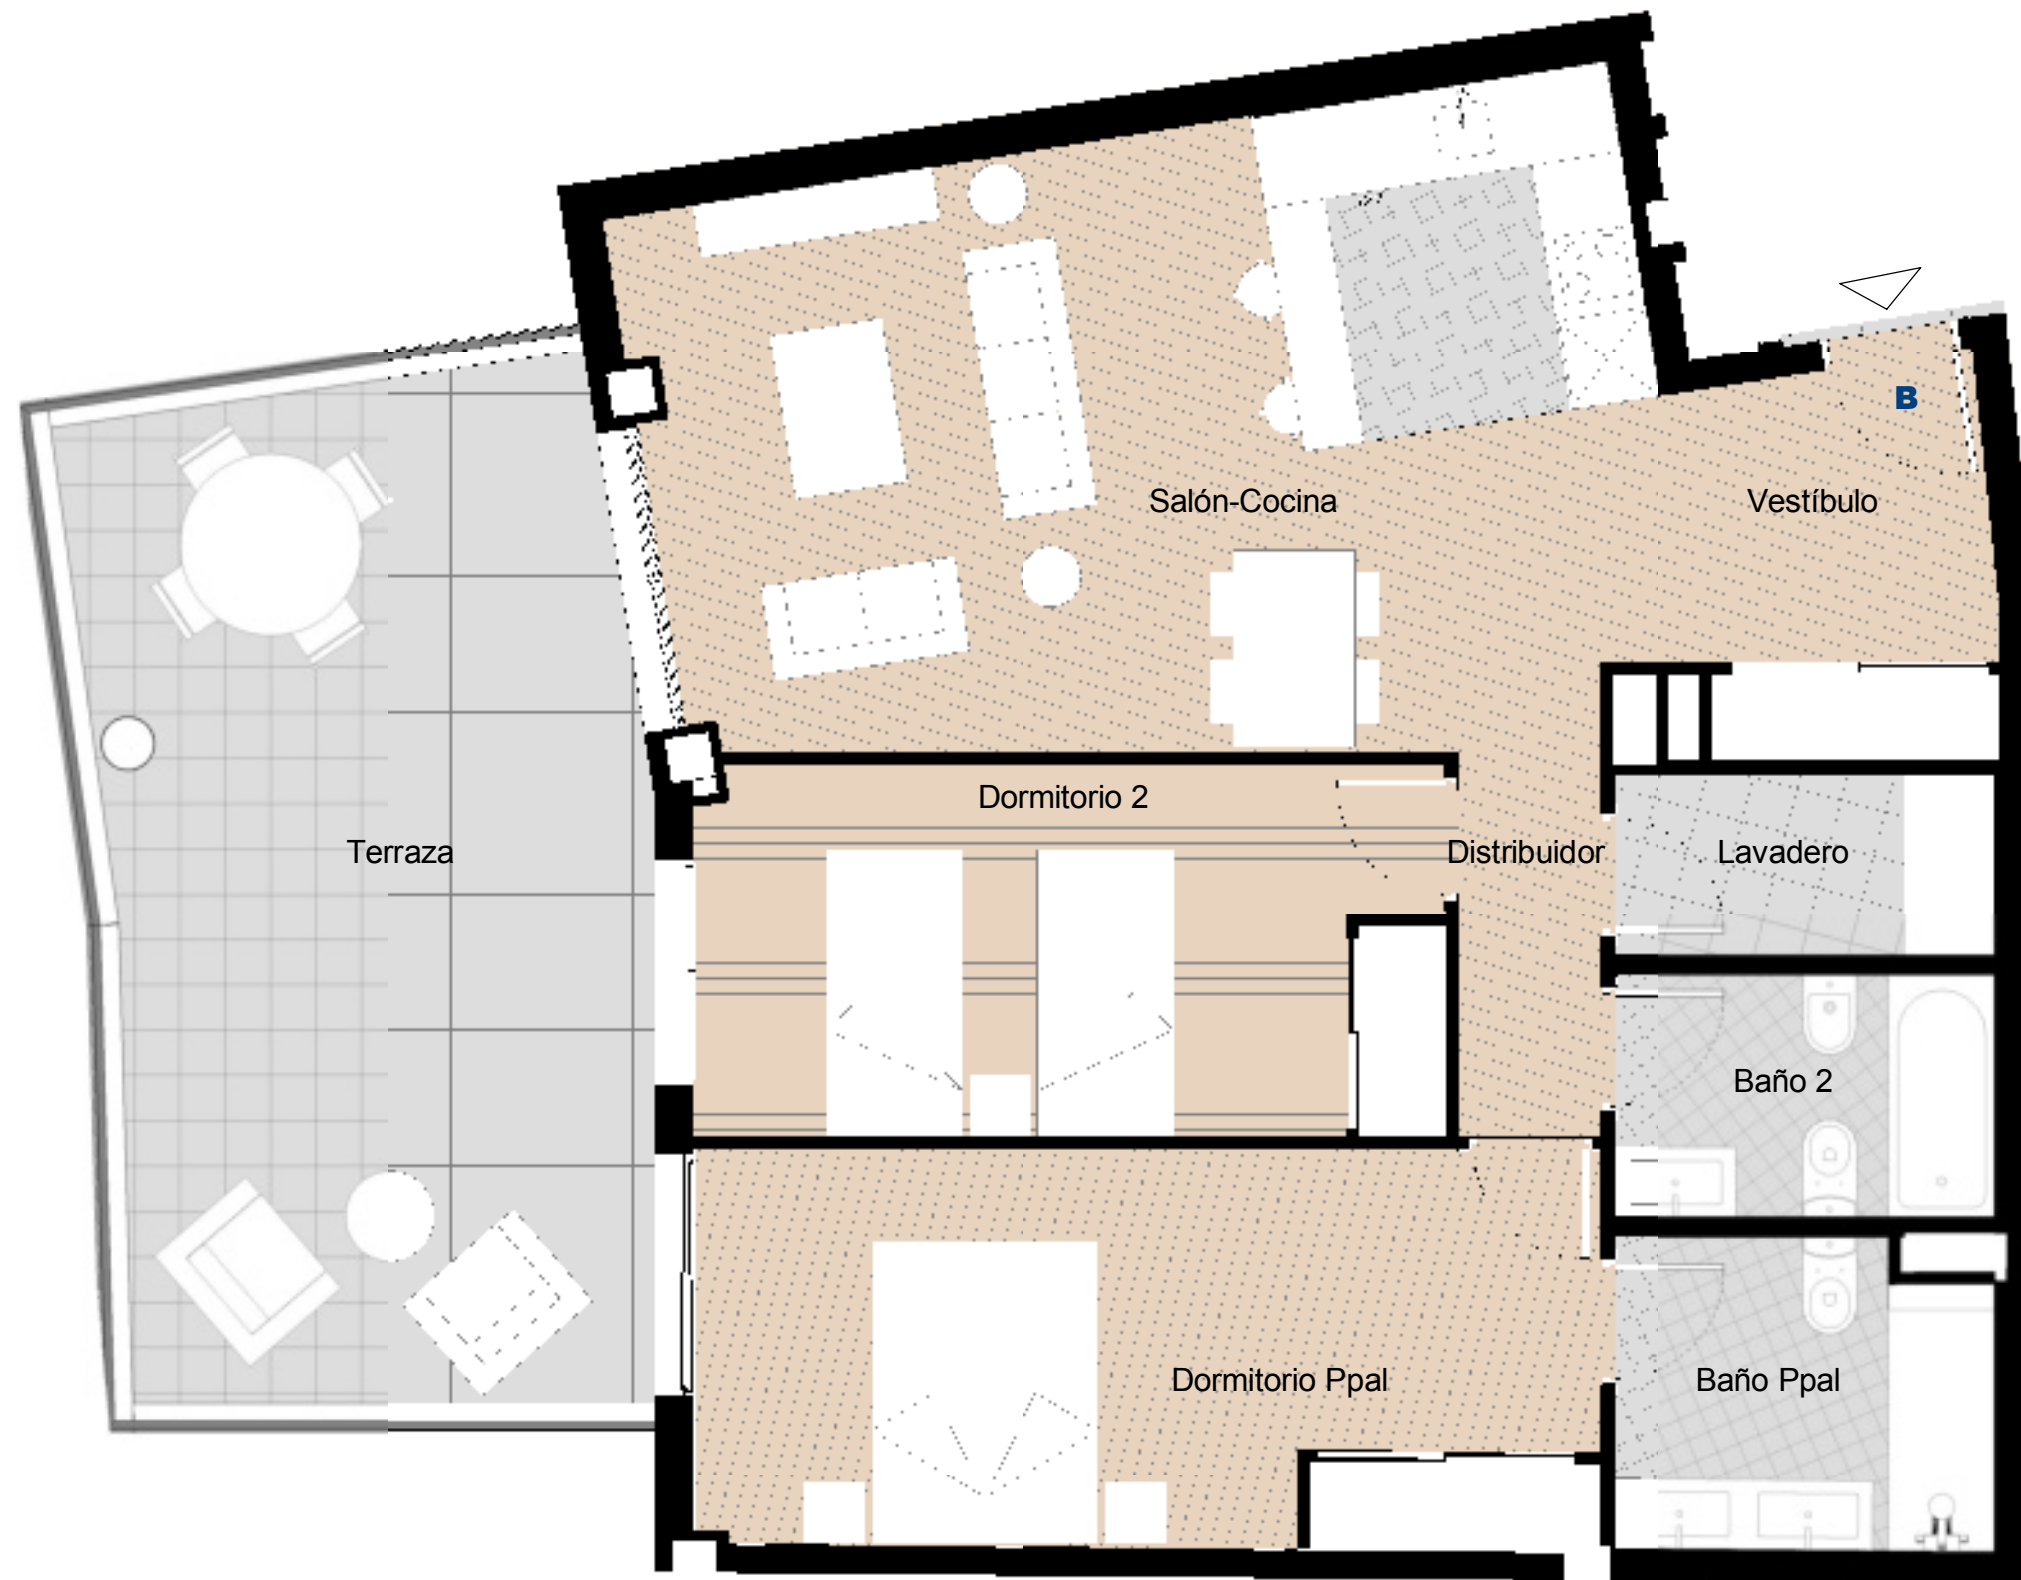 B
Salón-Cocina
Vestíbulo
Dormitorio 2
Terraza
Distribuidor
Lavadero
Baño 2
Dormitorio Ppal
Baño Ppal